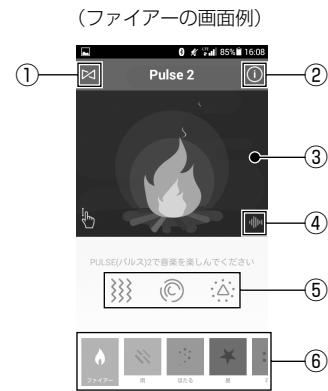 （ファイアーの画面例）
85% 16:08
① Pulse 2 ②
③
④
PULSE(パルス)2で音楽を楽しんでください
⑤
ファイアー 雨 ほたる 星
⑥